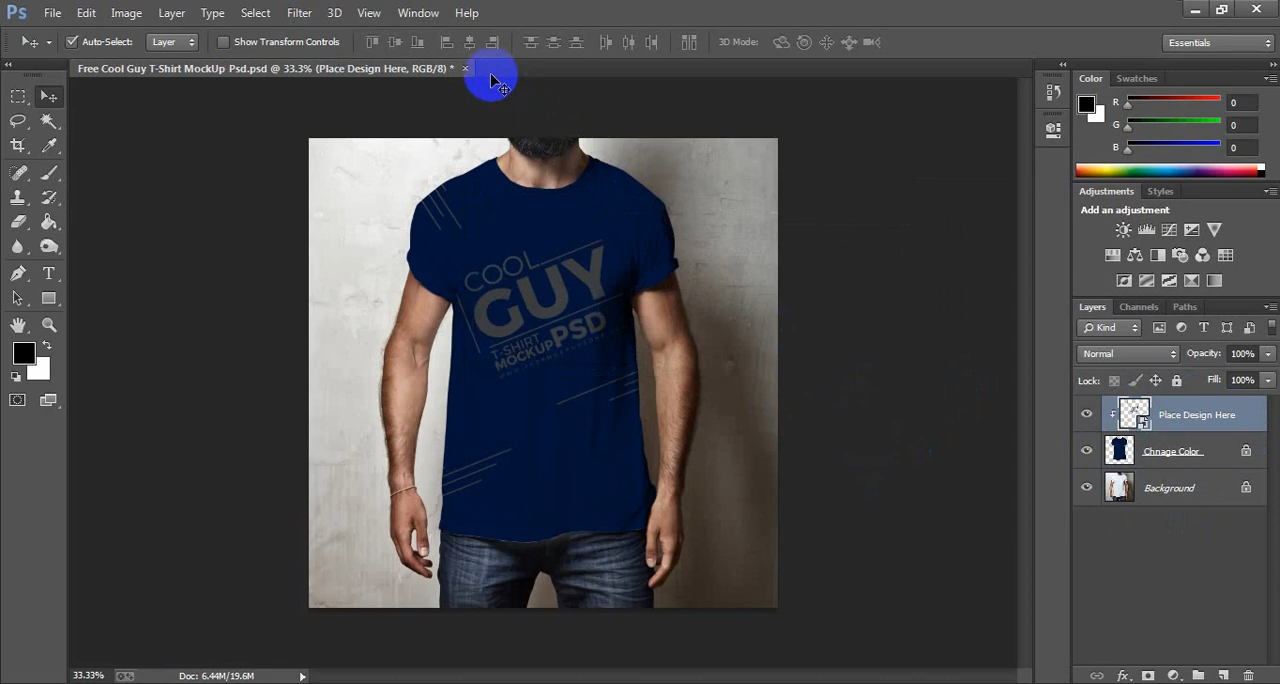 Ps File Edit Image Layer Type Select Filter 3D View Window Help
Auto-Select: Layer Show Transform Controls 3D Mode: Essentials
Free Cool Guy T-Shirt MockUp Psd.psd @ 33.3% (Place Design Here, RGB/8) * ×
Color Swatches
R 0
G 0
B 0
Adjustments Styles
Add an adjustment
Layers Channels Paths
Kind
Normal Opacity: 100%
Lock: Fill: 100%
Place Design Here
Chnage Color
Background
COOL
GUY
T-SHIRT
MOCKUP PSD
33.33% Doc: 6.44M/19.6M